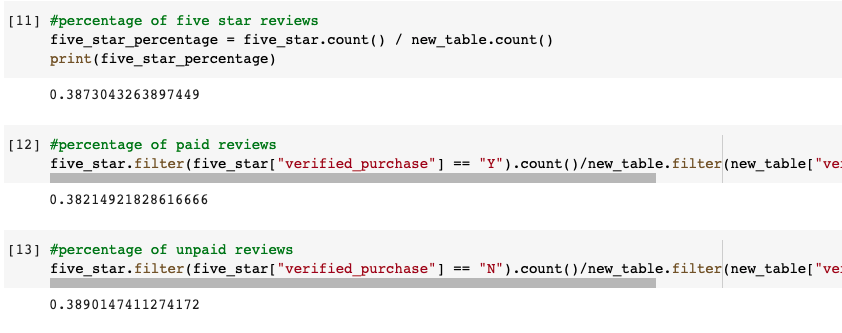 [11] #percentage of five star reviews
five_star_percentage = five_star.count() / new_table.count()
print(five_star_percentage)
0.3873043263897449
[12] #percentage of paid reviews
five_star.filter(five_star["verified_purchase"] == "Y").count()/new_table.filter(new_table["ve
0.38214921828616666
[13] #percentage of unpaid reviews
five_star.filter(five_star["verified_purchase"] == "N").count()/new_table.filter(new_table["ve
0.3890147411274172